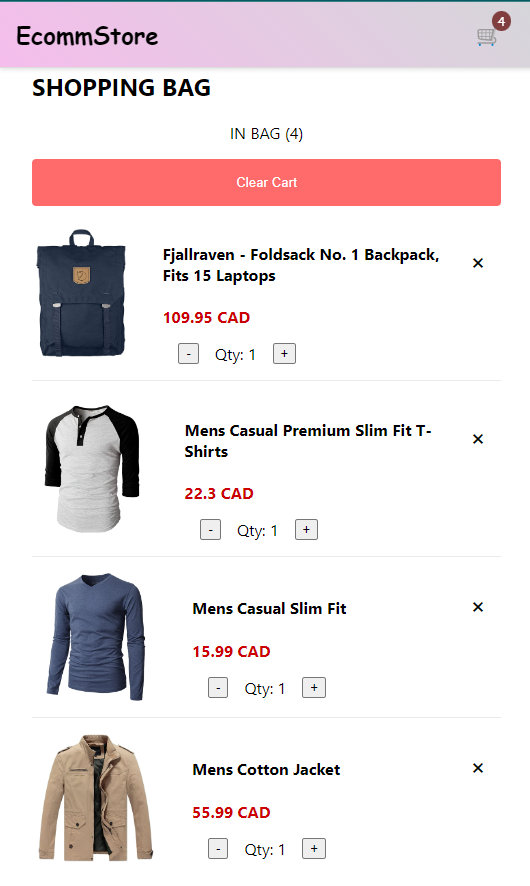 EcommStore
4
SHOPPING BAG
IN BAG (4)
Clear Cart
Fjallraven - Foldsack No. 1 Backpack,
Fits 15 Laptops
×
109.95 CAD
- Qty: 1 +
Mens Casual Premium Slim Fit T-
Shirts
×
22.3 CAD
- Qty: 1 +
Mens Casual Slim Fit
×
15.99 CAD
- Qty: 1 +
Mens Cotton Jacket
×
55.99 CAD
- Qty: 1 +